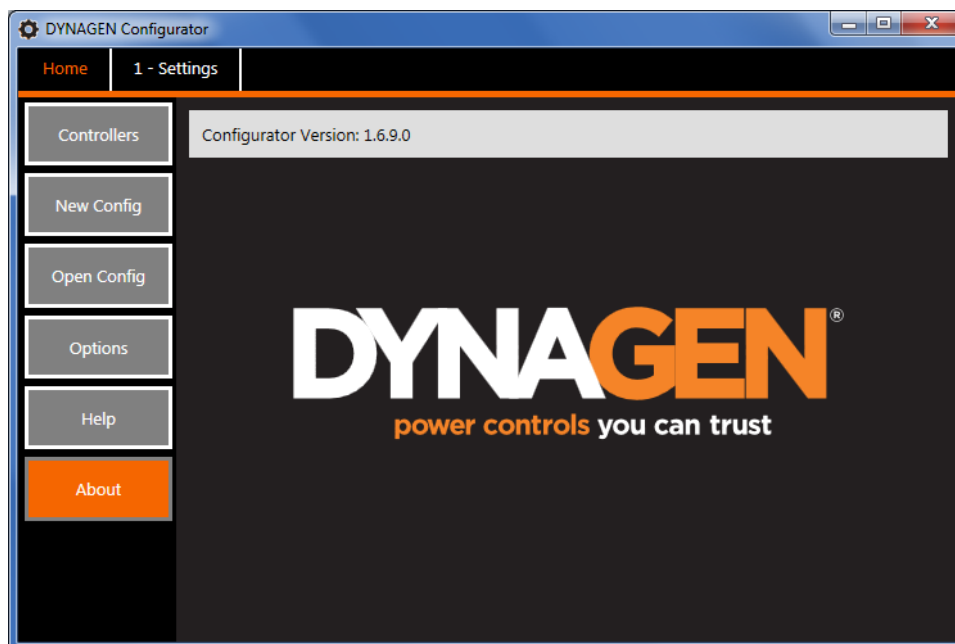 DYNAGEN Configurator
Home
1 - Settings
Controllers
Configurator Version: 1.6.9.0
New Config
Open Config
Options
Help
About
DYNAGEN®
power controls you can trust